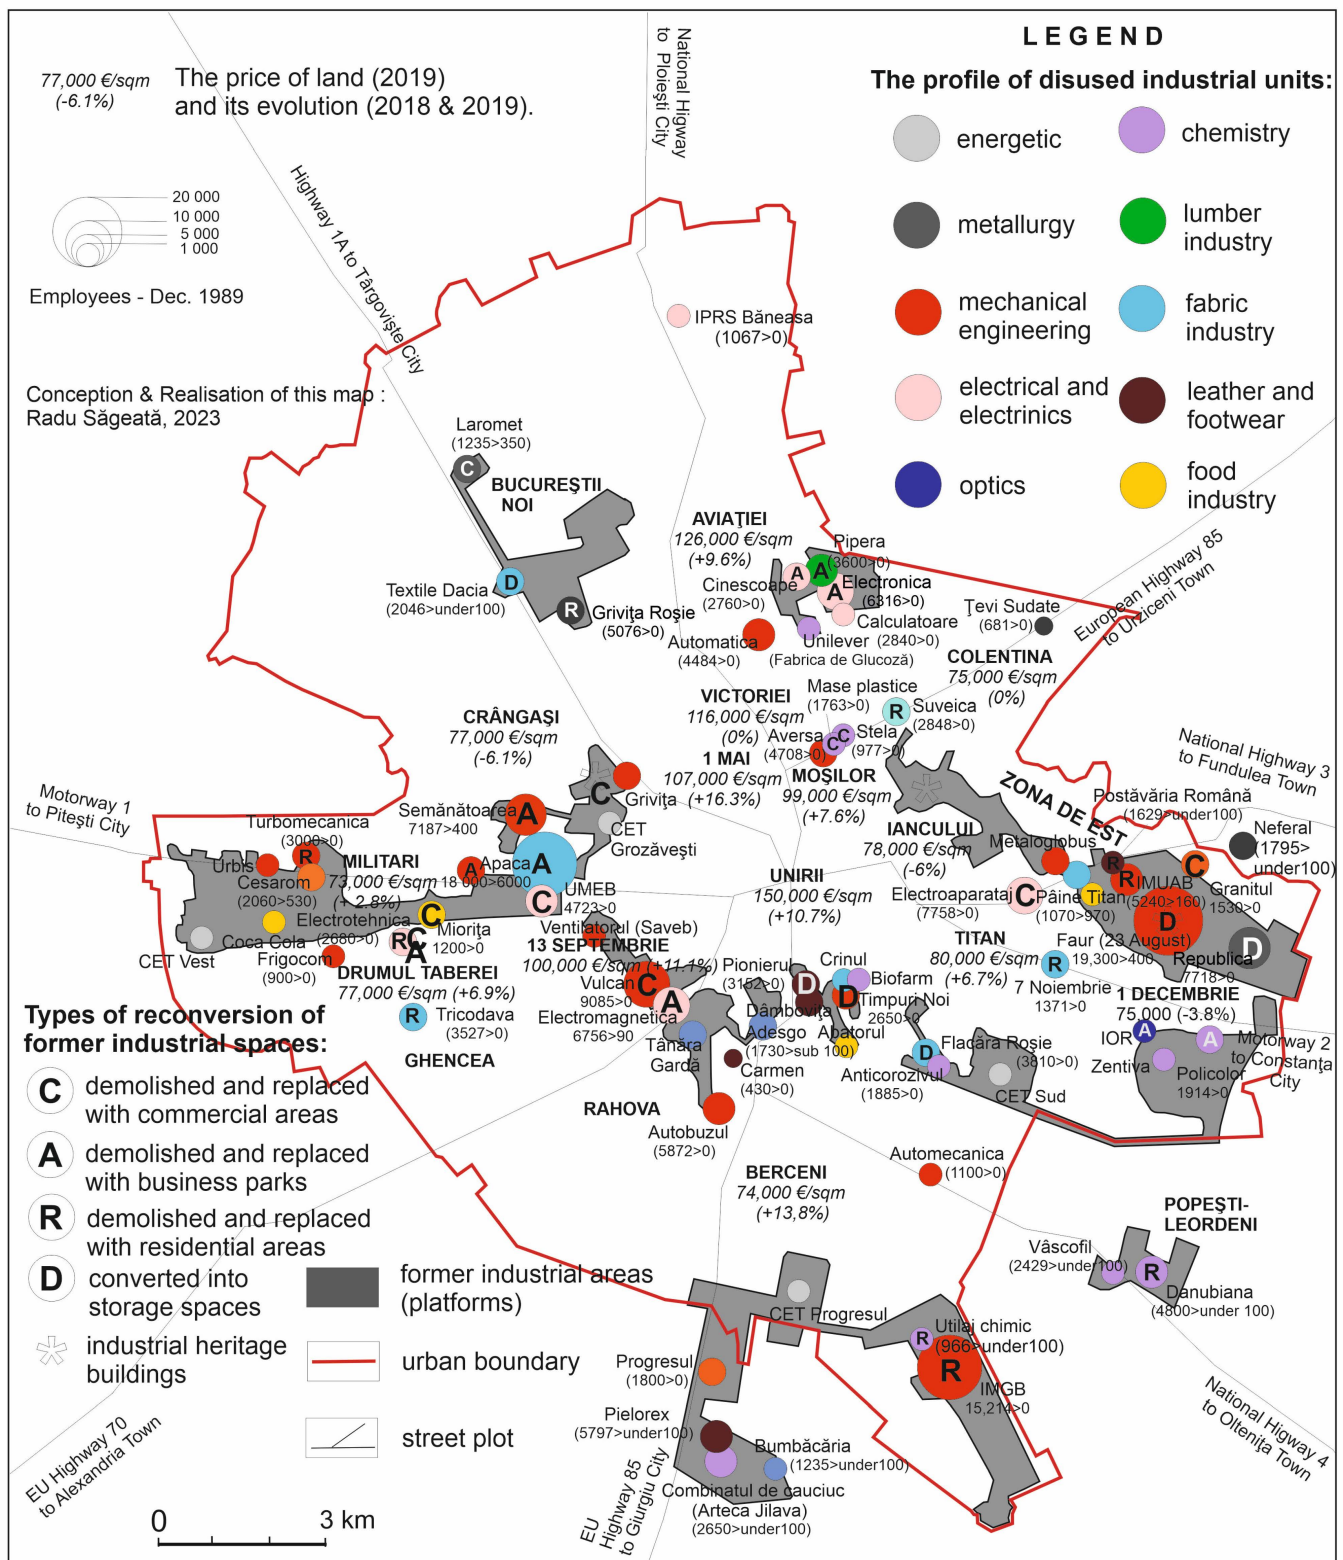 77,000 €/sqm
(-6.1%)
The price of land (2019)
and its evolution (2018 & 2019).
20 000
10 000
5 000
1 000
Employees - Dec. 1989
Conception & Realisation of this map :
Radu Săgeată, 2023
Highway 1A to Târgovişte City
National Higway
to Ploieşti City
LEGEND
The profile of disused industrial units:
energetic
chemistry
metallurgy
lumber
industry
mechanical
engineering
fabric
industry
electrical and
electrinics
leather and
footwear
optics
food
industry
IPRS Băneasa
(1067>0)
Laromet
(1235>350)
C
BUCUREŞTII
NOI
Textile Dacia
(2046>under100)
D
R
Griviţa Roşie
(5076>0)
AVIAŢIEI
126,000 €/sqm
(+9.6%)
Pipera
(3600>0)
A
A
Cinescoape
(2760>0)
Electronica
(6316>0)
A
Calculatoare
(2840>0)
Automatica
(4484>0)
Unilever
(Fabrica de Glucoză)
Ţevi Sudate
(681>0)
European Highway 85
to Urziceni Town
COLENTINA
75,000 €/sqm
(0%)
VICTORIEI
116,000 €/sqm
(0%)
Mase plastice
(1763>0)
R
Suveica
(2848>0)
Aversa
(4708>0)
C
C
Stela
(977>0)
1 MAI
107,000 €/sqm
(+16.3%)
MOŞILOR
99,000 €/sqm
(+7.6%)
CRÂNGAŞI
77,000 €/sqm
(-6.1%)
C
Griviţa
Semănătoarea
7187>400
A
CET
Grozăveşti
Motorway 1
to Piteşti City
Turbomecanica
(3000>0)
R
Urbis
MILITARI
73,000 €/sqm
(+ 2.8%)
Cesarom
(2060>530)
A
Apaca
18 000>6000
A
UMEB
4723>0
C
Electrotehnica
(2680>0)
C
Mioriţa
1200>0
R
C
A
Coca Cola
CET Vest
Frigocom
(900>0)
Ventilatorul (Saveb)
13 SEPTEMBRIE
100,000 €/sqm (+11.1%)
DRUMUL TABEREI
77,000 €/sqm (+6.9%)
R
Tricodava
(3527>0)
GHENCEA
Vulcan
9085>0
C
Electromagnetica
6756>90
A
Tânăra
Gardă
RAHOVA
Autobuzul
(5872>0)
Carmen
(430>0)
Pionierul
(3152>0)
D
Dâmboviţa
Adesgo
(1730>sub 100)
Crinul
Biofarm
D
Timpuri Noi
2650>0
Abatorul
UNIRII
150,000 €/sqm
(+10.7%)
IANCULUI
78,000 €/sqm
(-6%)
ZONA DE EST
National Highway 3
to Fundulea Town
Postăvăria Română
(1629>under100)
Neferal
(1795>
under100)
Metaloglobus
R
C
Granitul
1530>0
R
IMUAB
(5240>160)
Electroaparataj
(7758>0)
C
Pâine Titan
(1070>970)
D
Faur (23 August)
19,300>400
D
Republica
7718>0
TITAN
80,000 €/sqm
(+6.7%)
R
7 Noiembrie
1371>0
1 DECEMBRIE
75,000 (-3.8%)
IOR
A
A
Zentiva
Policolor
1914>0
Motorway 2
to Constanţa
City
Flacăra Roşie
(3810>0)
D
Anticorozivul
(1885>0)
CET Sud
Automecanica
(1100>0)
BERCENI
74,000 €/sqm
(+13,8%)
POPEŞTI-
LEORDENI
Vâscofil
(2429>under100)
R
Danubiana
(4800>under 100)
CET Progresul
Utilaj chimic
(966>under100)
R
R
IMGB
15,214>0
Progresul
(1800>0)
Pielorex
(5797>under100)
Bumbăcăria
(1235>under100)
Combinatul de cauciuc
(Arteca Jilava)
(2650>under100)
EU
Highway 85
to Giurgiu City
National Higway 4
to Olteniţa Town
Types of reconversion of
former industrial spaces:
C
demolished and replaced
with commercial areas
A
demolished and replaced
with business parks
R
demolished and replaced
with residential areas
D
converted into
storage spaces
industrial heritage
buildings
former industrial areas
(platforms)
urban boundary
street plot
EU Highway 70
to Alexandria Town
0
3 km